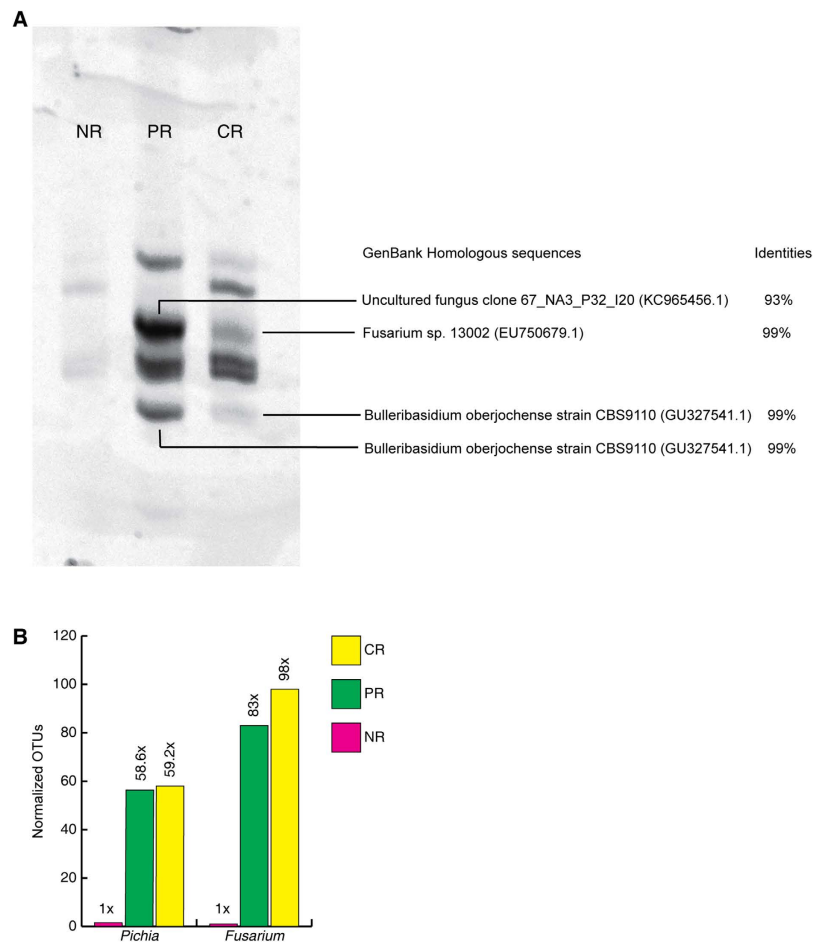 A
NR PR CR
GenBank Homologous sequences Identities
Uncultured fungus clone 67_NA3_P32_I20 (KC965456.1) 93%
Fusarium sp. 13002 (EU750679.1) 99%
Bulleribasidium oberjochense strain CBS9110 (GU327541.1) 99%
Bulleribasidium oberjochense strain CBS9110 (GU327541.1) 99%
B
Normalized OTUs
120
100
80
60
40
20
0
1x 58.6x 59.2x 1x 83x 98x
Pichia Fusarium
CR
PR
NR